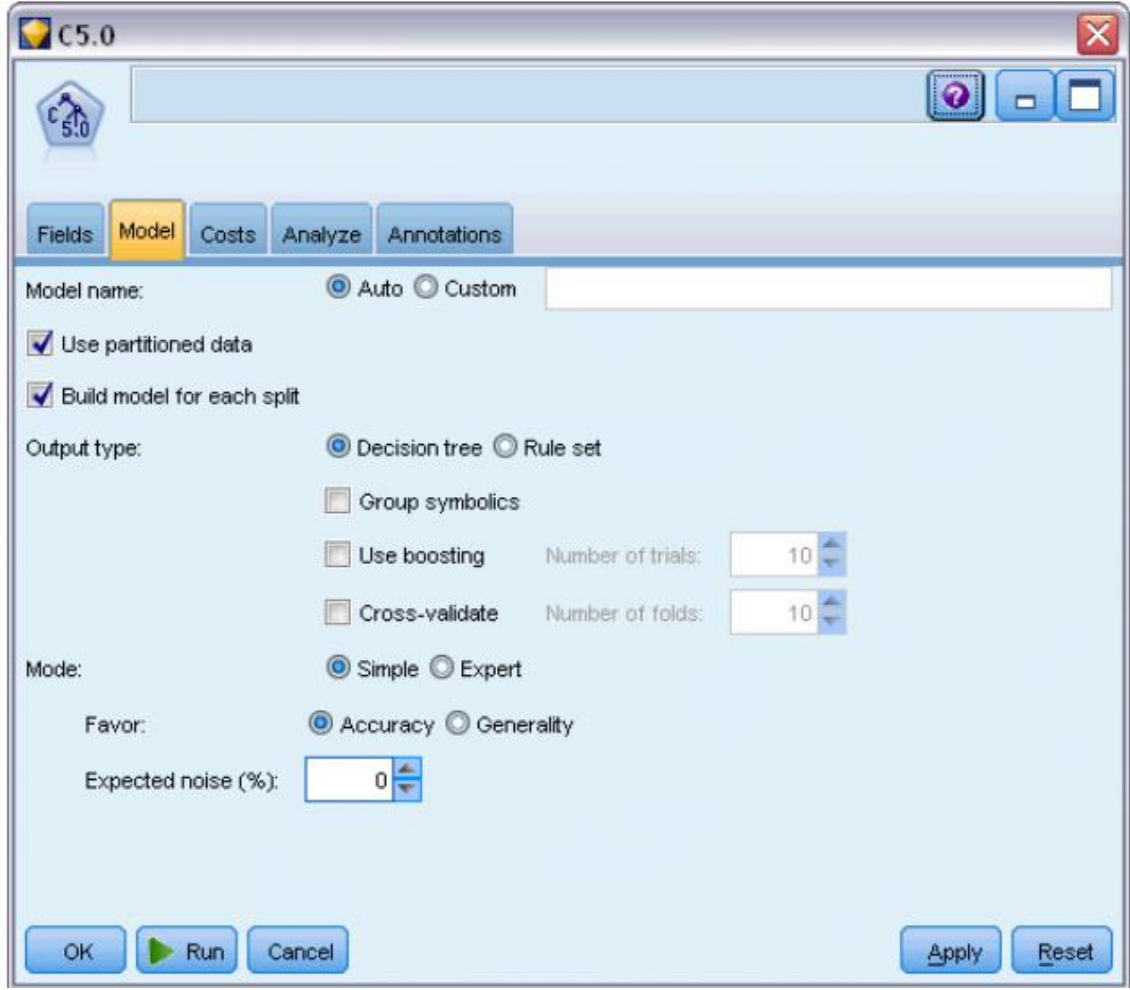 C5.0
C 5.0
?
Fields Model Costs Analyze Annotations
Model name: Auto Custom
Use partitioned data
Build model for each split
Output type: Decision tree Rule set
Group symbolics
Use boosting Number of trials: 10
Cross-validate Number of folds: 10
Mode: Simple Expert
Favor: Accuracy Generality
Expected noise (%): 0
OK Run Cancel Apply Reset